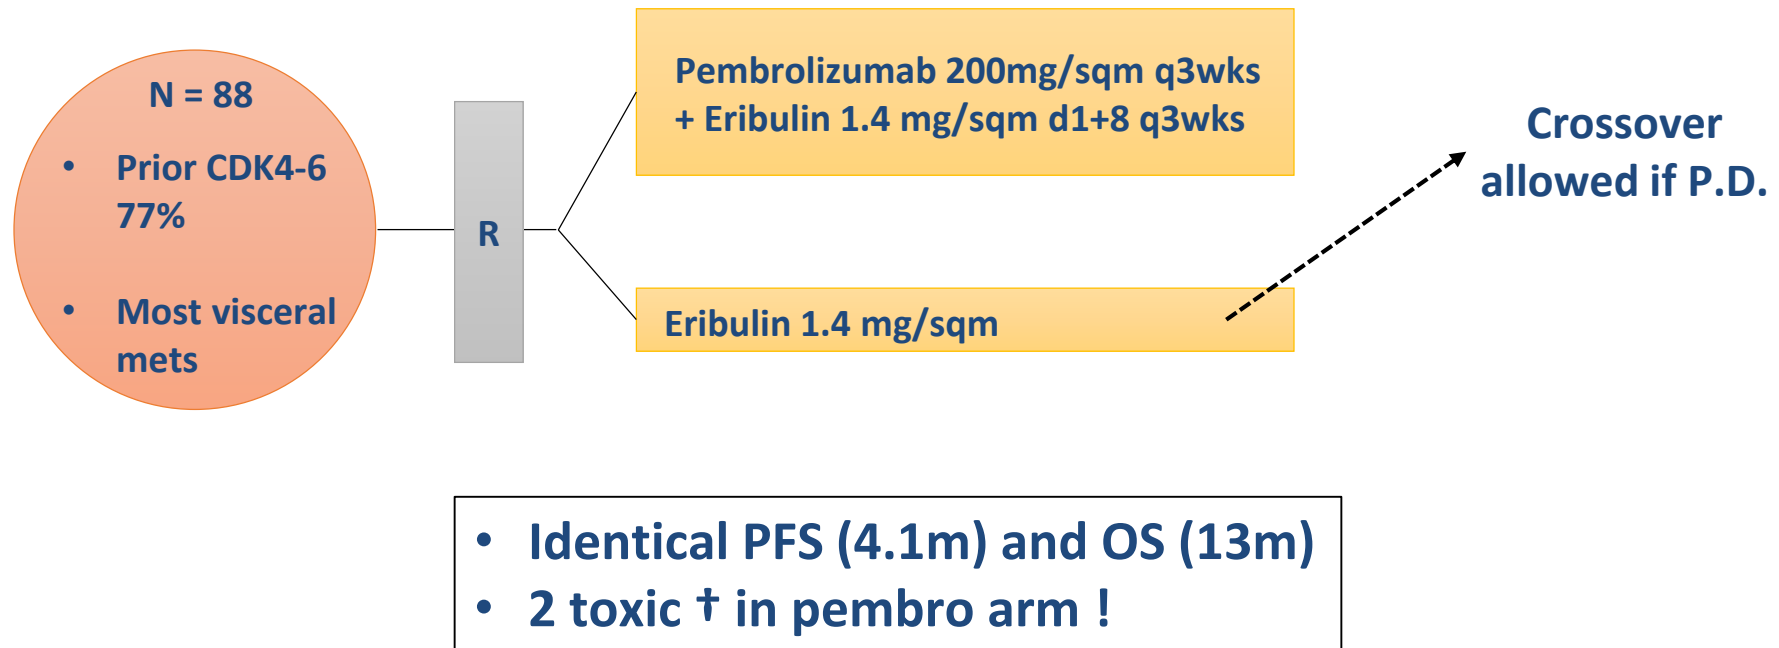 N = 88
• Prior CDK4-6
77%
• Most visceral
mets
R
Pembrolizumab 200mg/sqm q3wks
+ Eribulin 1.4 mg/sqm d1+8 q3wks
Eribulin 1.4 mg/sqm
Crossover
allowed if P.D.
• Identical PFS (4.1m) and OS (13m)
• 2 toxic † in pembro arm !